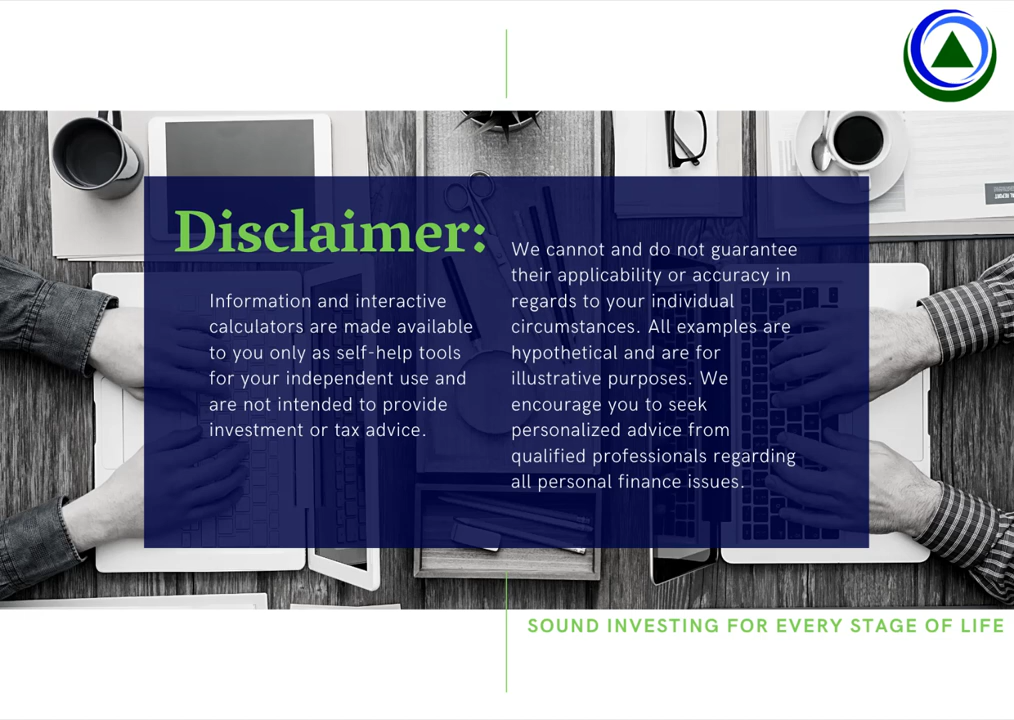 Disclaimer:
Information and interactive
calculators are made available
to you only as self-help tools
for your independent use and
are not intended to provide
investment or tax advice.
We cannot and do not guarantee
their applicability or accuracy in
regards to your individual
circumstances. All examples are
hypothetical and are for
illustrative purposes. We
encourage you to seek
personalized advice from
qualified professionals regarding
all personal finance issues.
SOUND INVESTING FOR EVERY STAGE OF LIFE